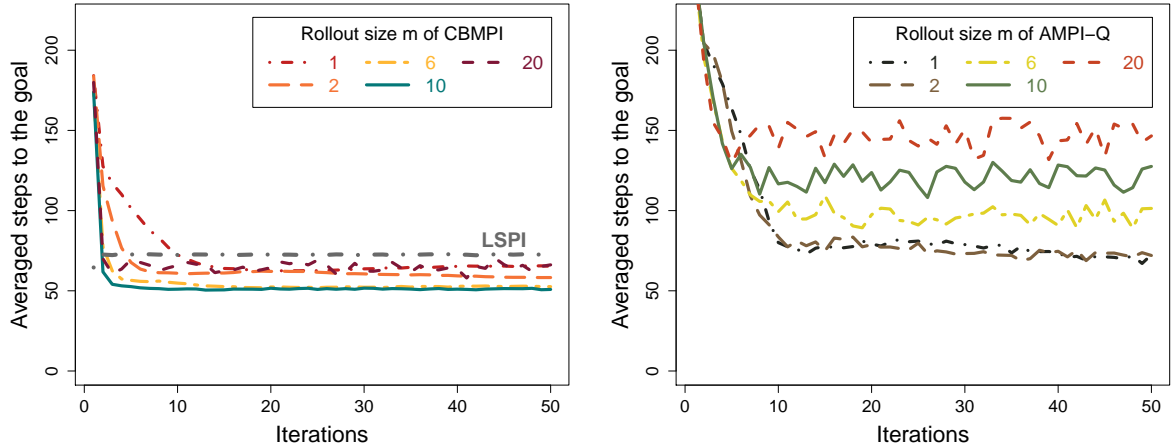 Rollout size m of CBMPI
1 6 20
2 10
LSPI
Averaged steps to the goal
0 50 100 150 200
0 10 20 30 40 50
Iterations
Rollout size m of AMPI−Q
1 6 20
2 10
Averaged steps to the goal
0 50 100 150 200
0 10 20 30 40 50
Iterations